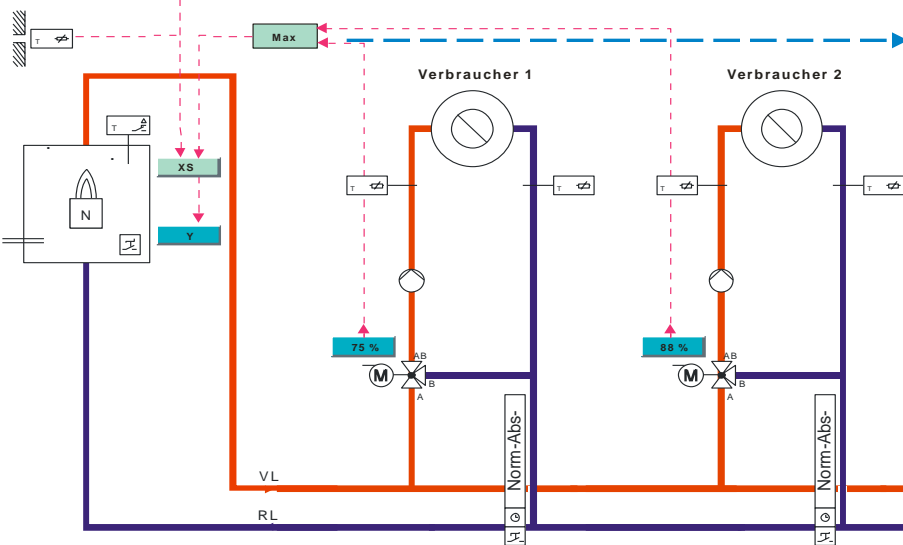 T
Max
Verbraucher 1
Verbraucher 2
T
XS
N
Y
T
T
T
T
75 %
88 %
AB
M
B
A
AB
M
B
A
Norm-Abs-
Norm-Abs-
VL
RL